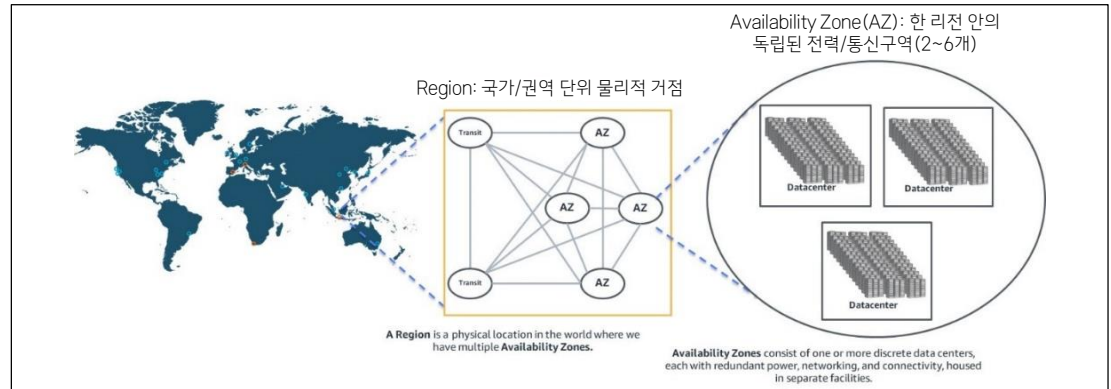 Availability Zone(AZ): 한 리전 안의
독립된 전력/통신구역(2~6개)
Region: 국가/권역 단위 물리적 거점
Transit
AZ
AZ
AZ
Transit
AZ
Datacenter
Datacenter
Datacenter
A Region is a physical location in the world where we
have multiple Availability Zones.
Availability Zones consist of one or more discrete data centers,
each with redundant power, networking, and connectivity, housed
in separate facilities.